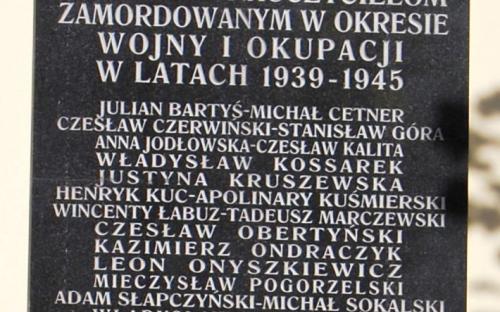 ZAMORDOWANYM W OKRESIE
WOJNY I OKUPACJI
W LATACH 1939-1945
JULIAN BARTYŚ-MICHAŁ CETNER
CZESŁAW CZERWIŃSKI-STANISŁAW GÓRA
ANNA JODŁOWSKA-CZESŁAW KALITA
WŁADYSŁAW KOSSAREK
JUSTYNA KRUSZEWSKA
HENRYK KUC-APOLINARY KUŚMIERSKI
WINCENTY ŁABUZ-TADEUSZ MARCZEWSKI
CZESŁAW OBERTYŃSKI
KAZIMIERZ ONDRACZYK
LEON ONYSZKIEWICZ
MIECZYSŁAW POGORZELSKI
ADAM SŁAPCZYŃSKI-MICHAŁ SOKALSKI